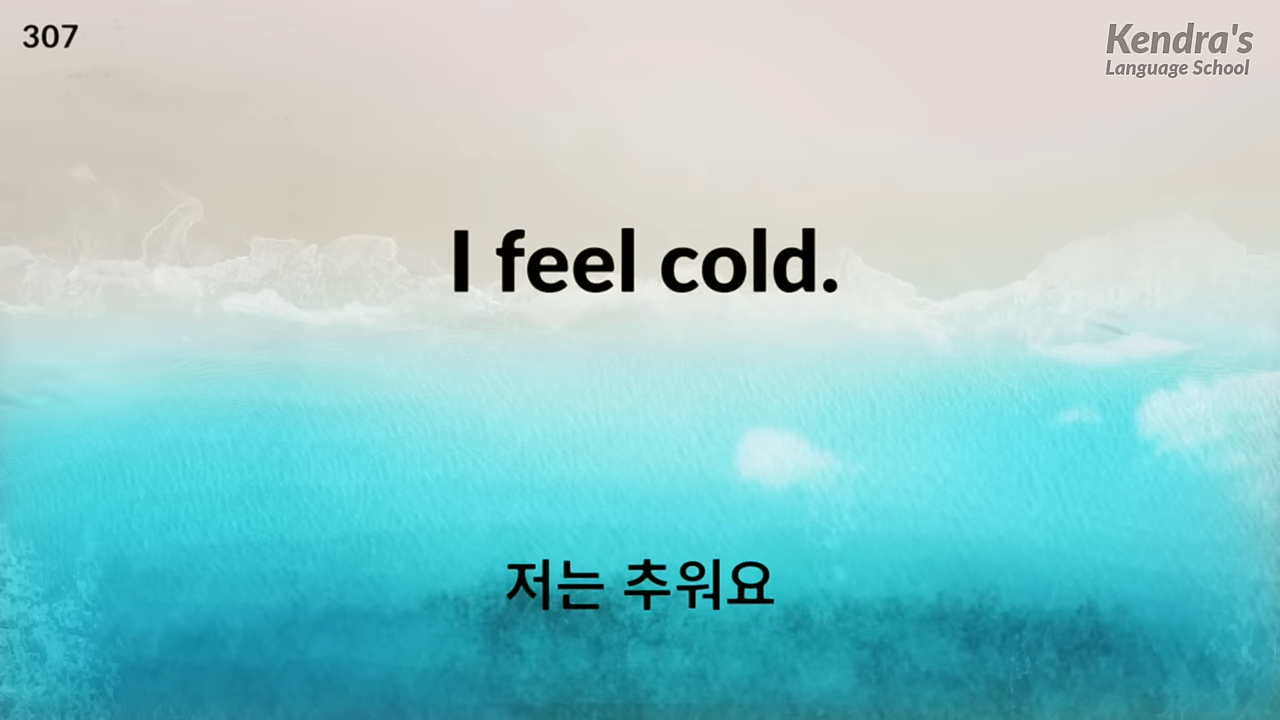 307
Kendra's
Language School
I feel cold.
저는 추워요